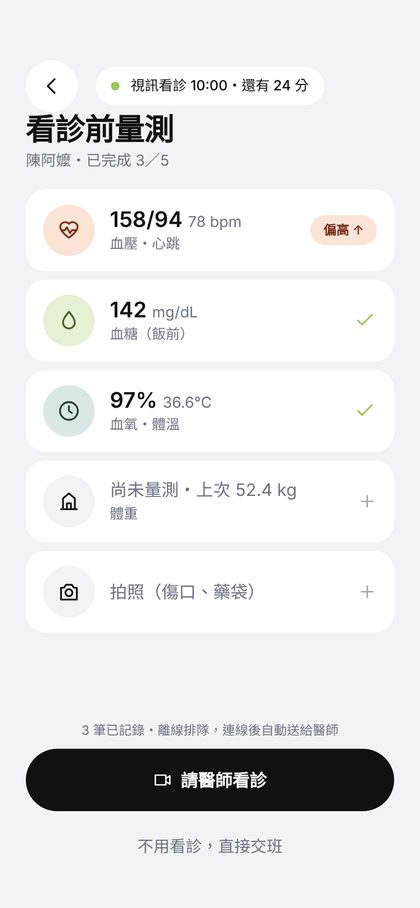 視訊看診 10:00・還有 24 分
看診前量測
陳阿嬤・已完成 3／5
158/94 78 bpm
血壓・心跳
偏高 ↑
142 mg/dL
血糖（飯前）
97% 36.6°C
血氧・體溫
尚未量測・上次 52.4 kg
體重
拍照（傷口、藥袋）
3 筆已記錄・離線排隊，連線後自動送給醫師
請醫師看診
不用看診，直接交班